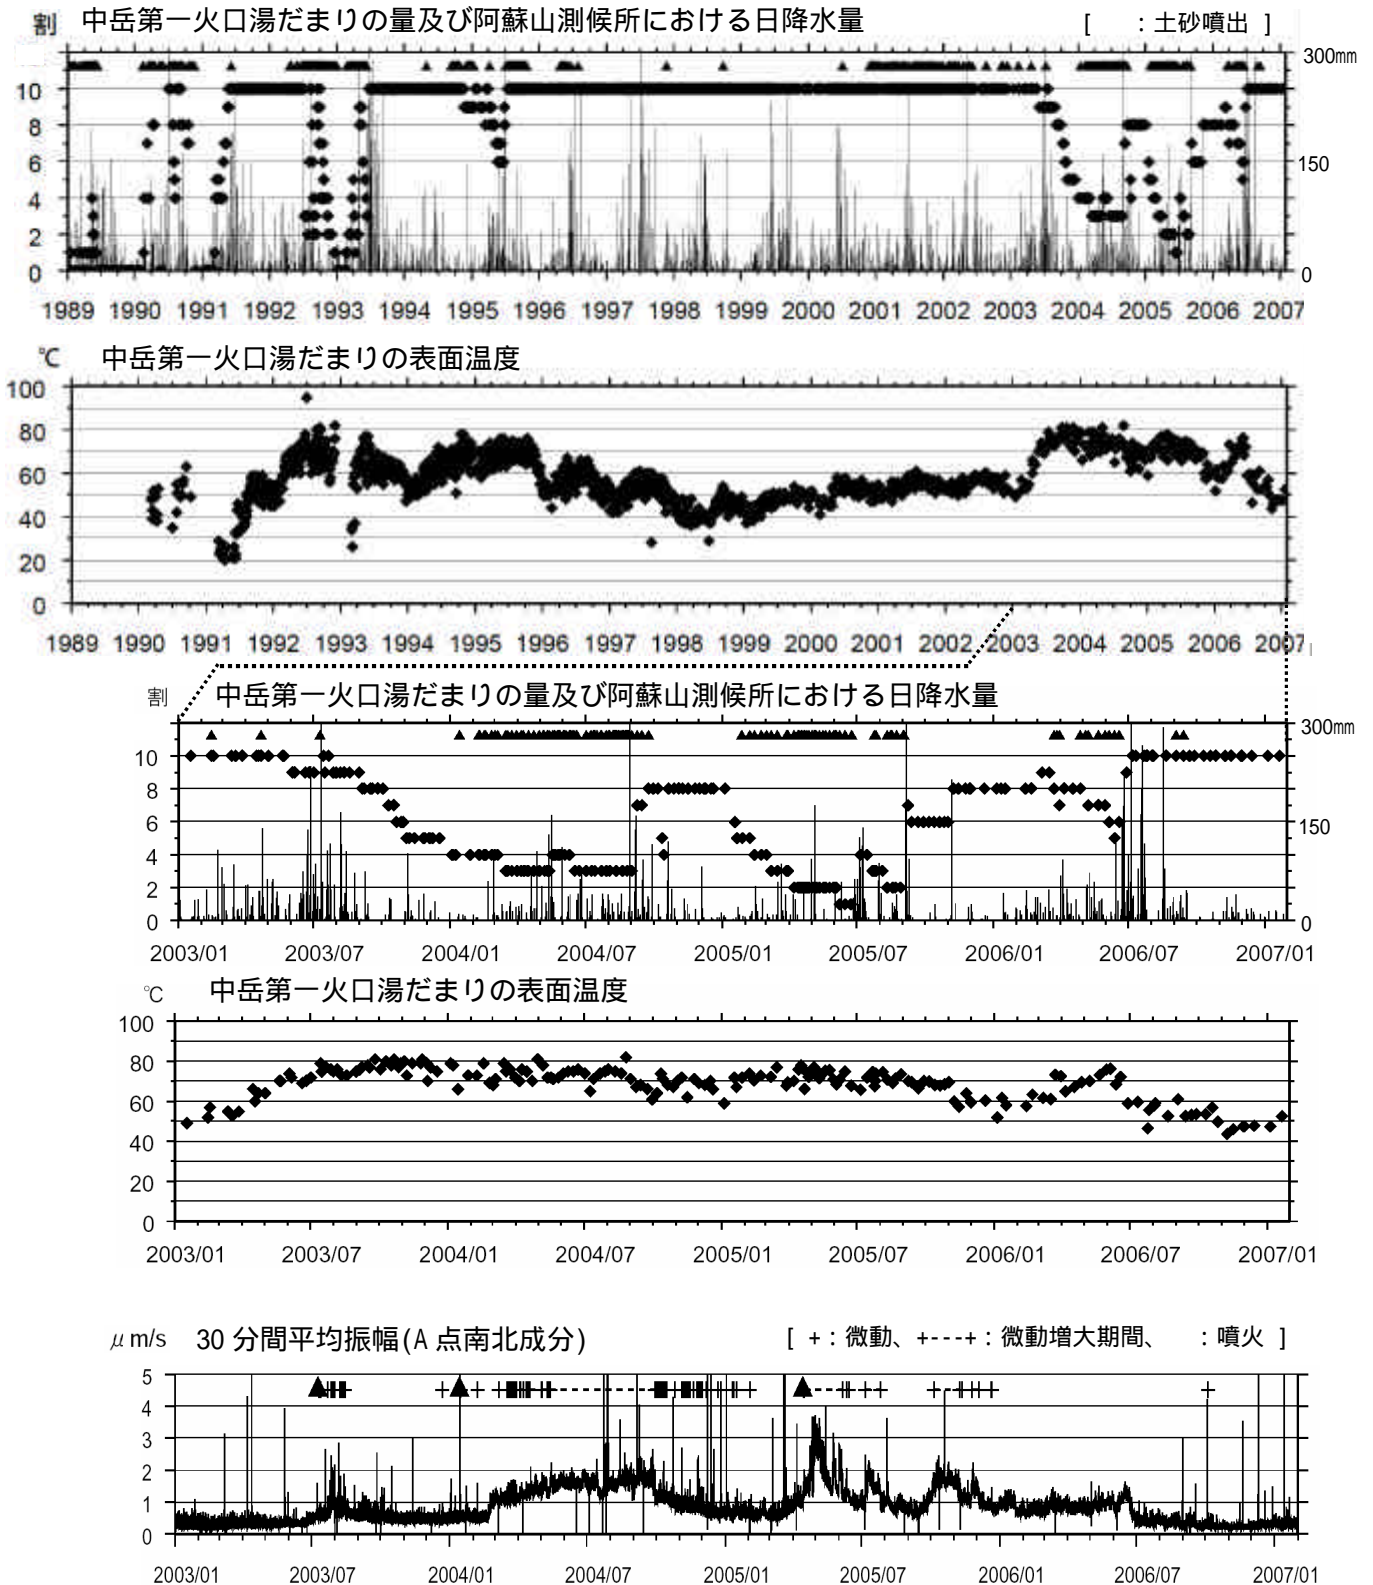 割 中岳第一火口湯だまりの量及び阿蘇山測候所における日降水量 [ ：土砂噴出 ]
300mm
10
8
6 150
4
2
0 0
1989 1990 1991 1992 1993 1994 1995 1996 1997 1998 1999 2000 2001 2002 2003 2004 2005 2006 2007
℃ 中岳第一火口湯だまりの表面温度
100
80
60
40
20
0
1989 1990 1991 1992 1993 1994 1995 1996 1997 1998 1999 2000 2001 2002 2003 2004 2005 2006 2007
割 中岳第一火口湯だまりの量及び阿蘇山測候所における日降水量
300mm
10
8
6 150
4
2
0 0
2003/01 2003/07 2004/01 2004/07 2005/01 2005/07 2006/01 2006/07 2007/01
℃ 中岳第一火口湯だまりの表面温度
100
80
60
40
20
0
2003/01 2003/07 2004/01 2004/07 2005/01 2005/07 2006/01 2006/07 2007/01
μm/s 30 分間平均振幅(A 点南北成分) [ +：微動、+---+：微動増大期間、 ：噴火 ]
5
4
3
2
1
0
2003/01 2003/07 2004/01 2004/07 2005/01 2005/07 2006/01 2006/07 2007/01